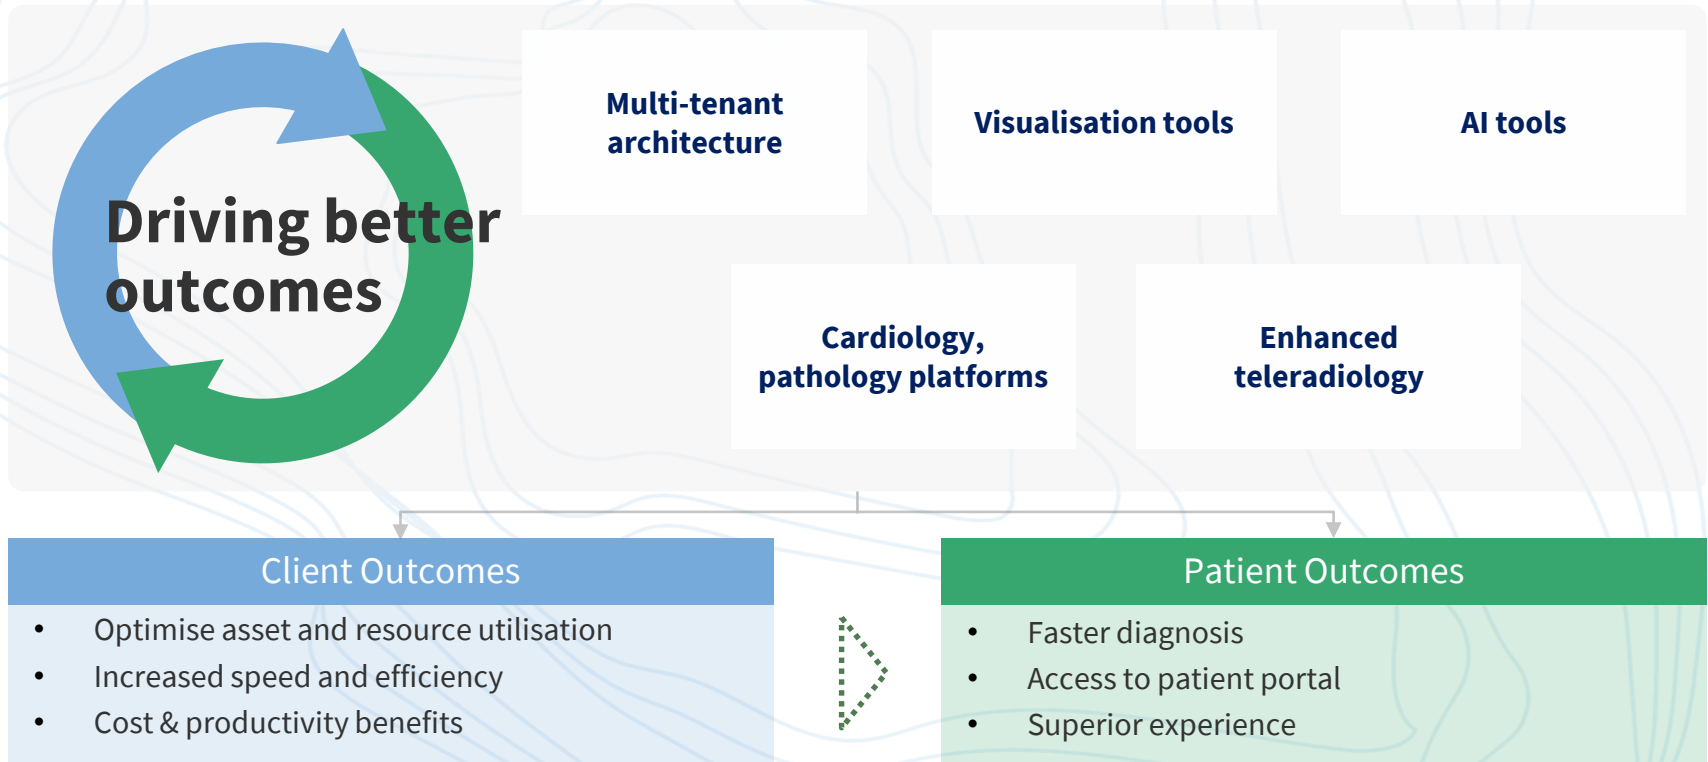 Driving better
outcomes
Multi-tenant
architecture
Visualisation tools
AI tools
Cardiology,
pathology platforms
Enhanced
teleradiology
Client Outcomes
• Optimise asset and resource utilisation
• Increased speed and efficiency
• Cost & productivity benefits
Patient Outcomes
• Faster diagnosis
• Access to patient portal
• Superior experience